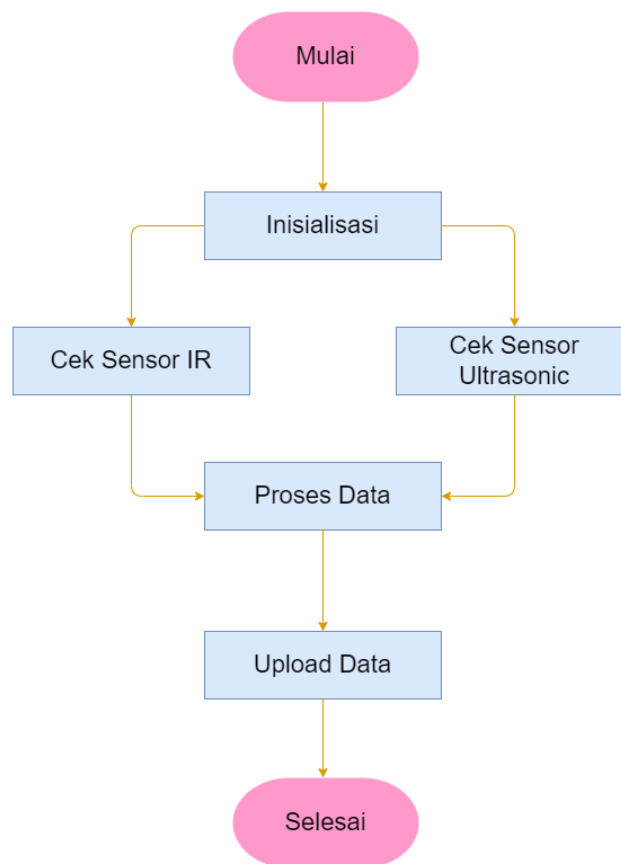 Mulai
Inisialisasi
Cek Sensor IR
Cek Sensor
Ultrasonic
Proses Data
Upload Data
Selesai